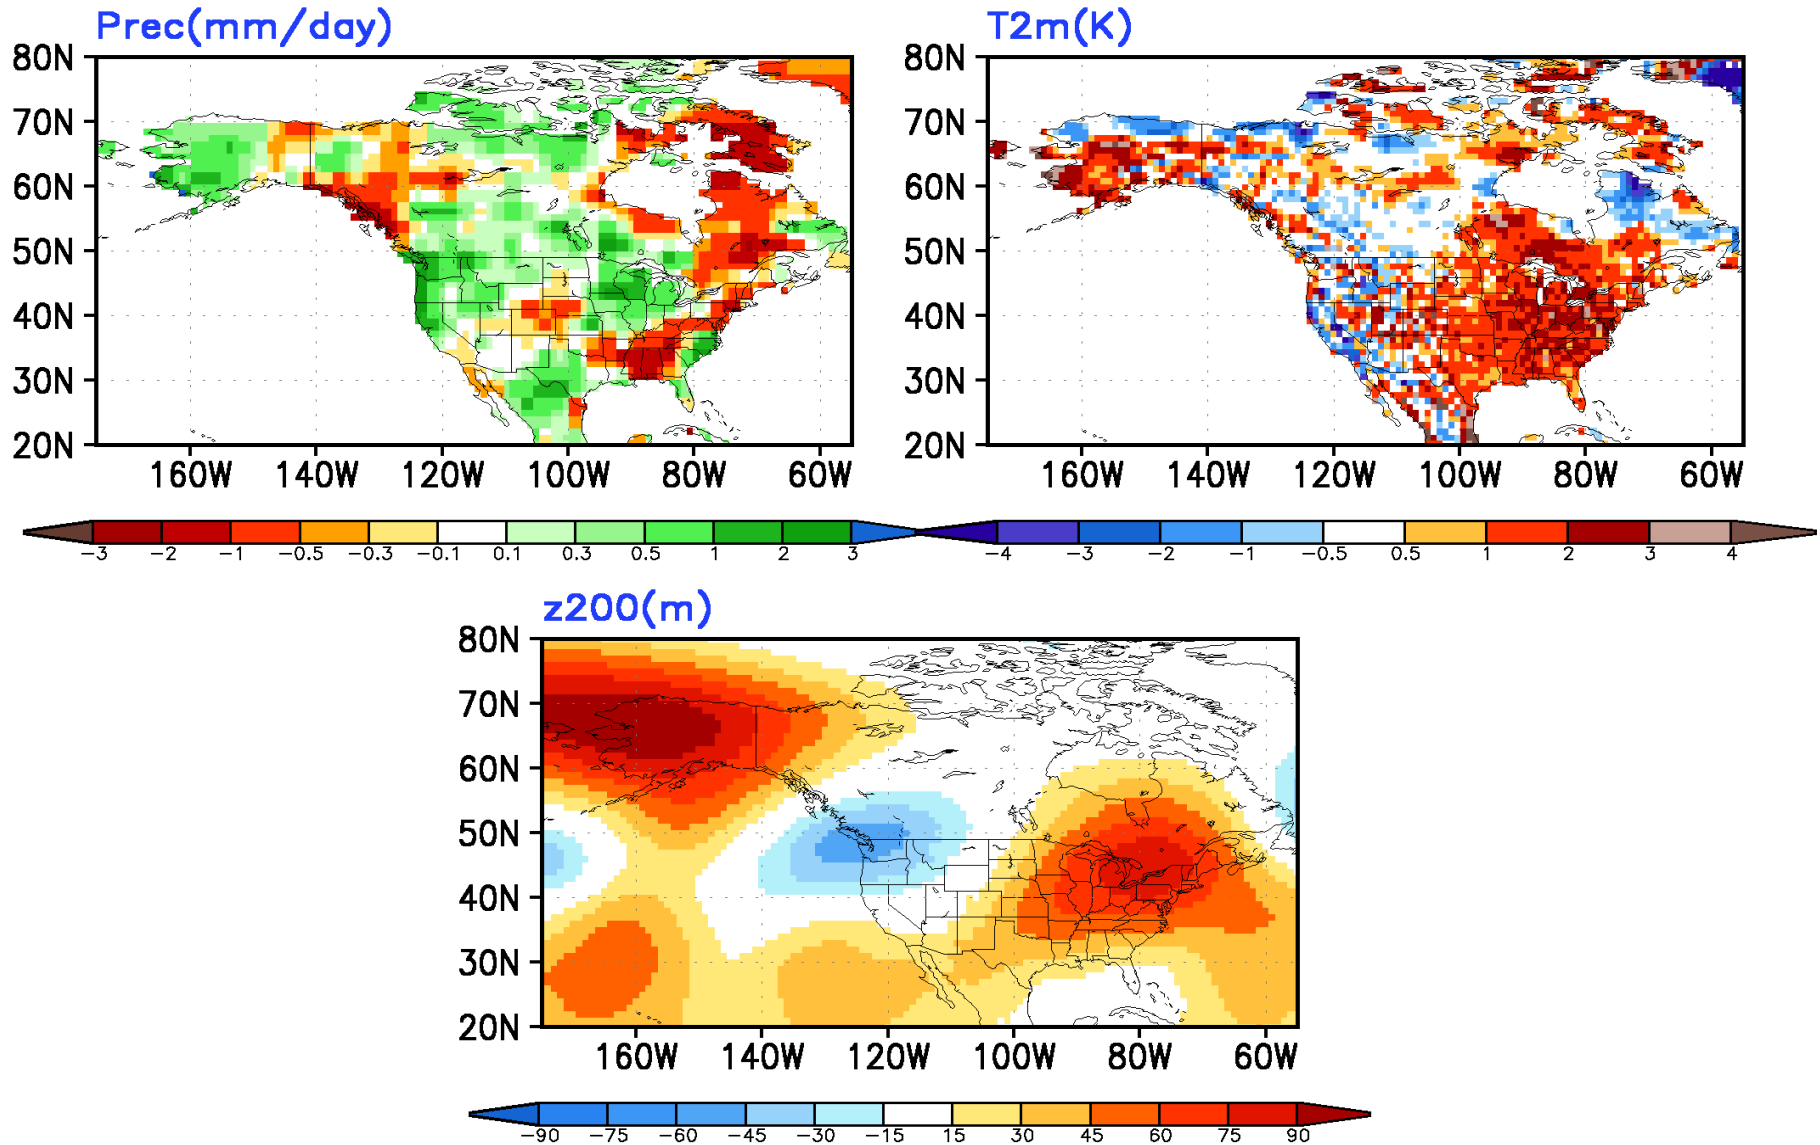 Prec(mm/day)
80N
70N
60N
50N
40N
30N
20N
160W 140W 120W 100W 80W 60W
-3 -2 -1 -0.5 -0.3 -0.1 0.1 0.3 0.5 1 2 3
T2m(K)
80N
70N
60N
50N
40N
30N
20N
160W 140W 120W 100W 80W 60W
-4 -3 -2 -1 -0.5 0.5 1 2 3 4
z200(m)
80N
70N
60N
50N
40N
30N
20N
160W 140W 120W 100W 80W 60W
-90 -75 -60 -45 -30 -15 15 30 45 60 75 90